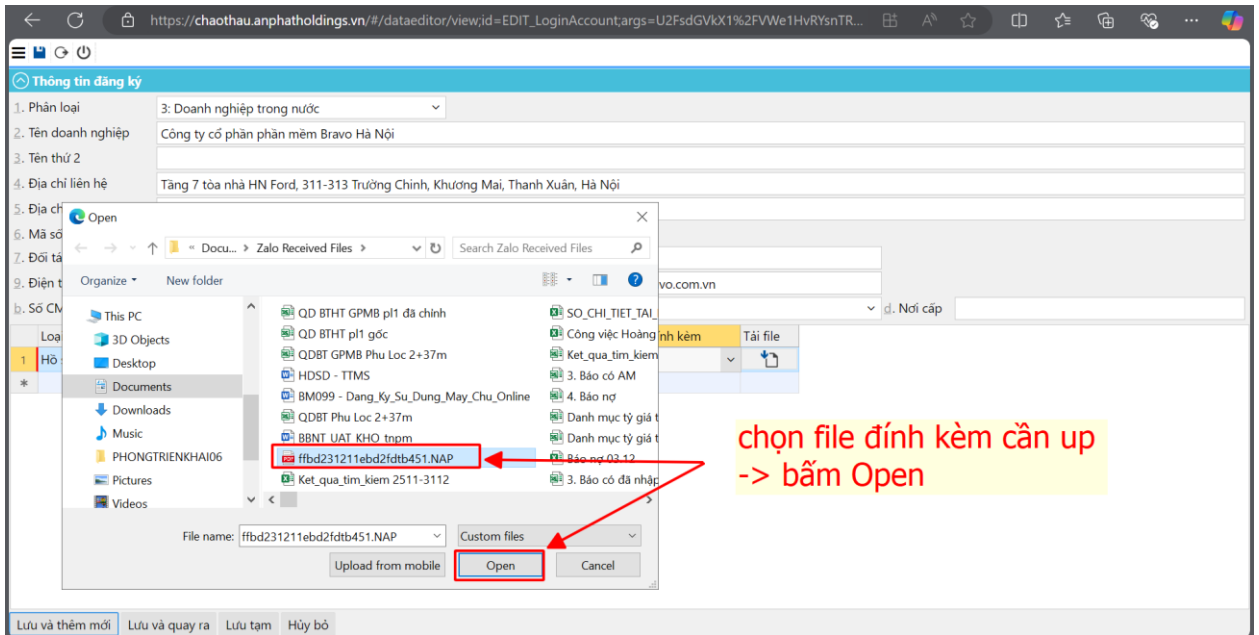 https://chaothau.anphatholdings.vn/#/dataeditor/view;id=EDIT_LoginAccount;args=U2FsdGVkX1%2FVWe1HvRYsnTR...
Thông tin đăng ký
1. Phân loại 3: Doanh nghiệp trong nước
2. Tên doanh nghiệp Công ty cổ phần phần mềm Bravo Hà Nội
3. Tên thứ 2
4. Địa chỉ liên hệ Tầng 7 tòa nhà HN Ford, 311-313 Trường Chinh, Khương Mai, Thanh Xuân, Hà Nội
5. Địa ch
6. Mã số
7. Đối tá
9. Điện t vo.com.vn
b. Số CM d. Nơi cấp
Loạ ính kèm Tải file
1 Hồ
*
Open
« Docu... > Zalo Received Files > Search Zalo Received Files
Organize New folder
This PC
3D Objects
Desktop
Documents
Downloads
Music
PHONGTRIENKHAI06
Pictures
Videos
QD BTHT GPMB pl1 đã chỉnh
QD BTHT pl1 gốc
QDBT GPMB Phu Loc 2+37m
HDSD - TTMS
BM099 - Dang_Ky_Su_Dung_May_Chu_Online
QDBT Phu Loc 2+37m
BBNT UAT KHO tnpm
ffbd231211ebd2fdtb451.NAP
Ket_qua_tim_kiem 2511-3112
SO_CHI_TIET_TAI_
Công việc Hoàng
Ket_qua_tim_kiem
3. Báo có AM
4. Báo nợ
Danh mục tỷ giá t
Danh mục tỷ giá t
Báo nợ 03.12
3. Báo có đã nhập
File name: ffbd231211ebd2fdtb451.NAP Custom files
Upload from mobile Open Cancel
chọn file đính kèm cần up
-> bấm Open
Lưu và thêm mới Lưu và quay ra Lưu tạm Hủy bỏ